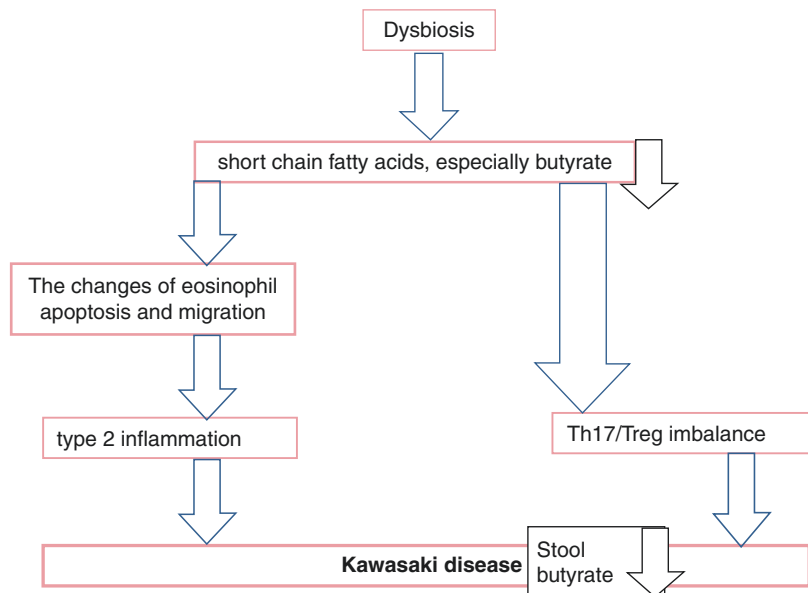 Dysbiosis
short chain fatty acids, especially butyrate
The changes of eosinophil
apoptosis and migration
type 2 inflammation
Th17/Treg imbalance
Kawasaki disease
Stool
butyrate